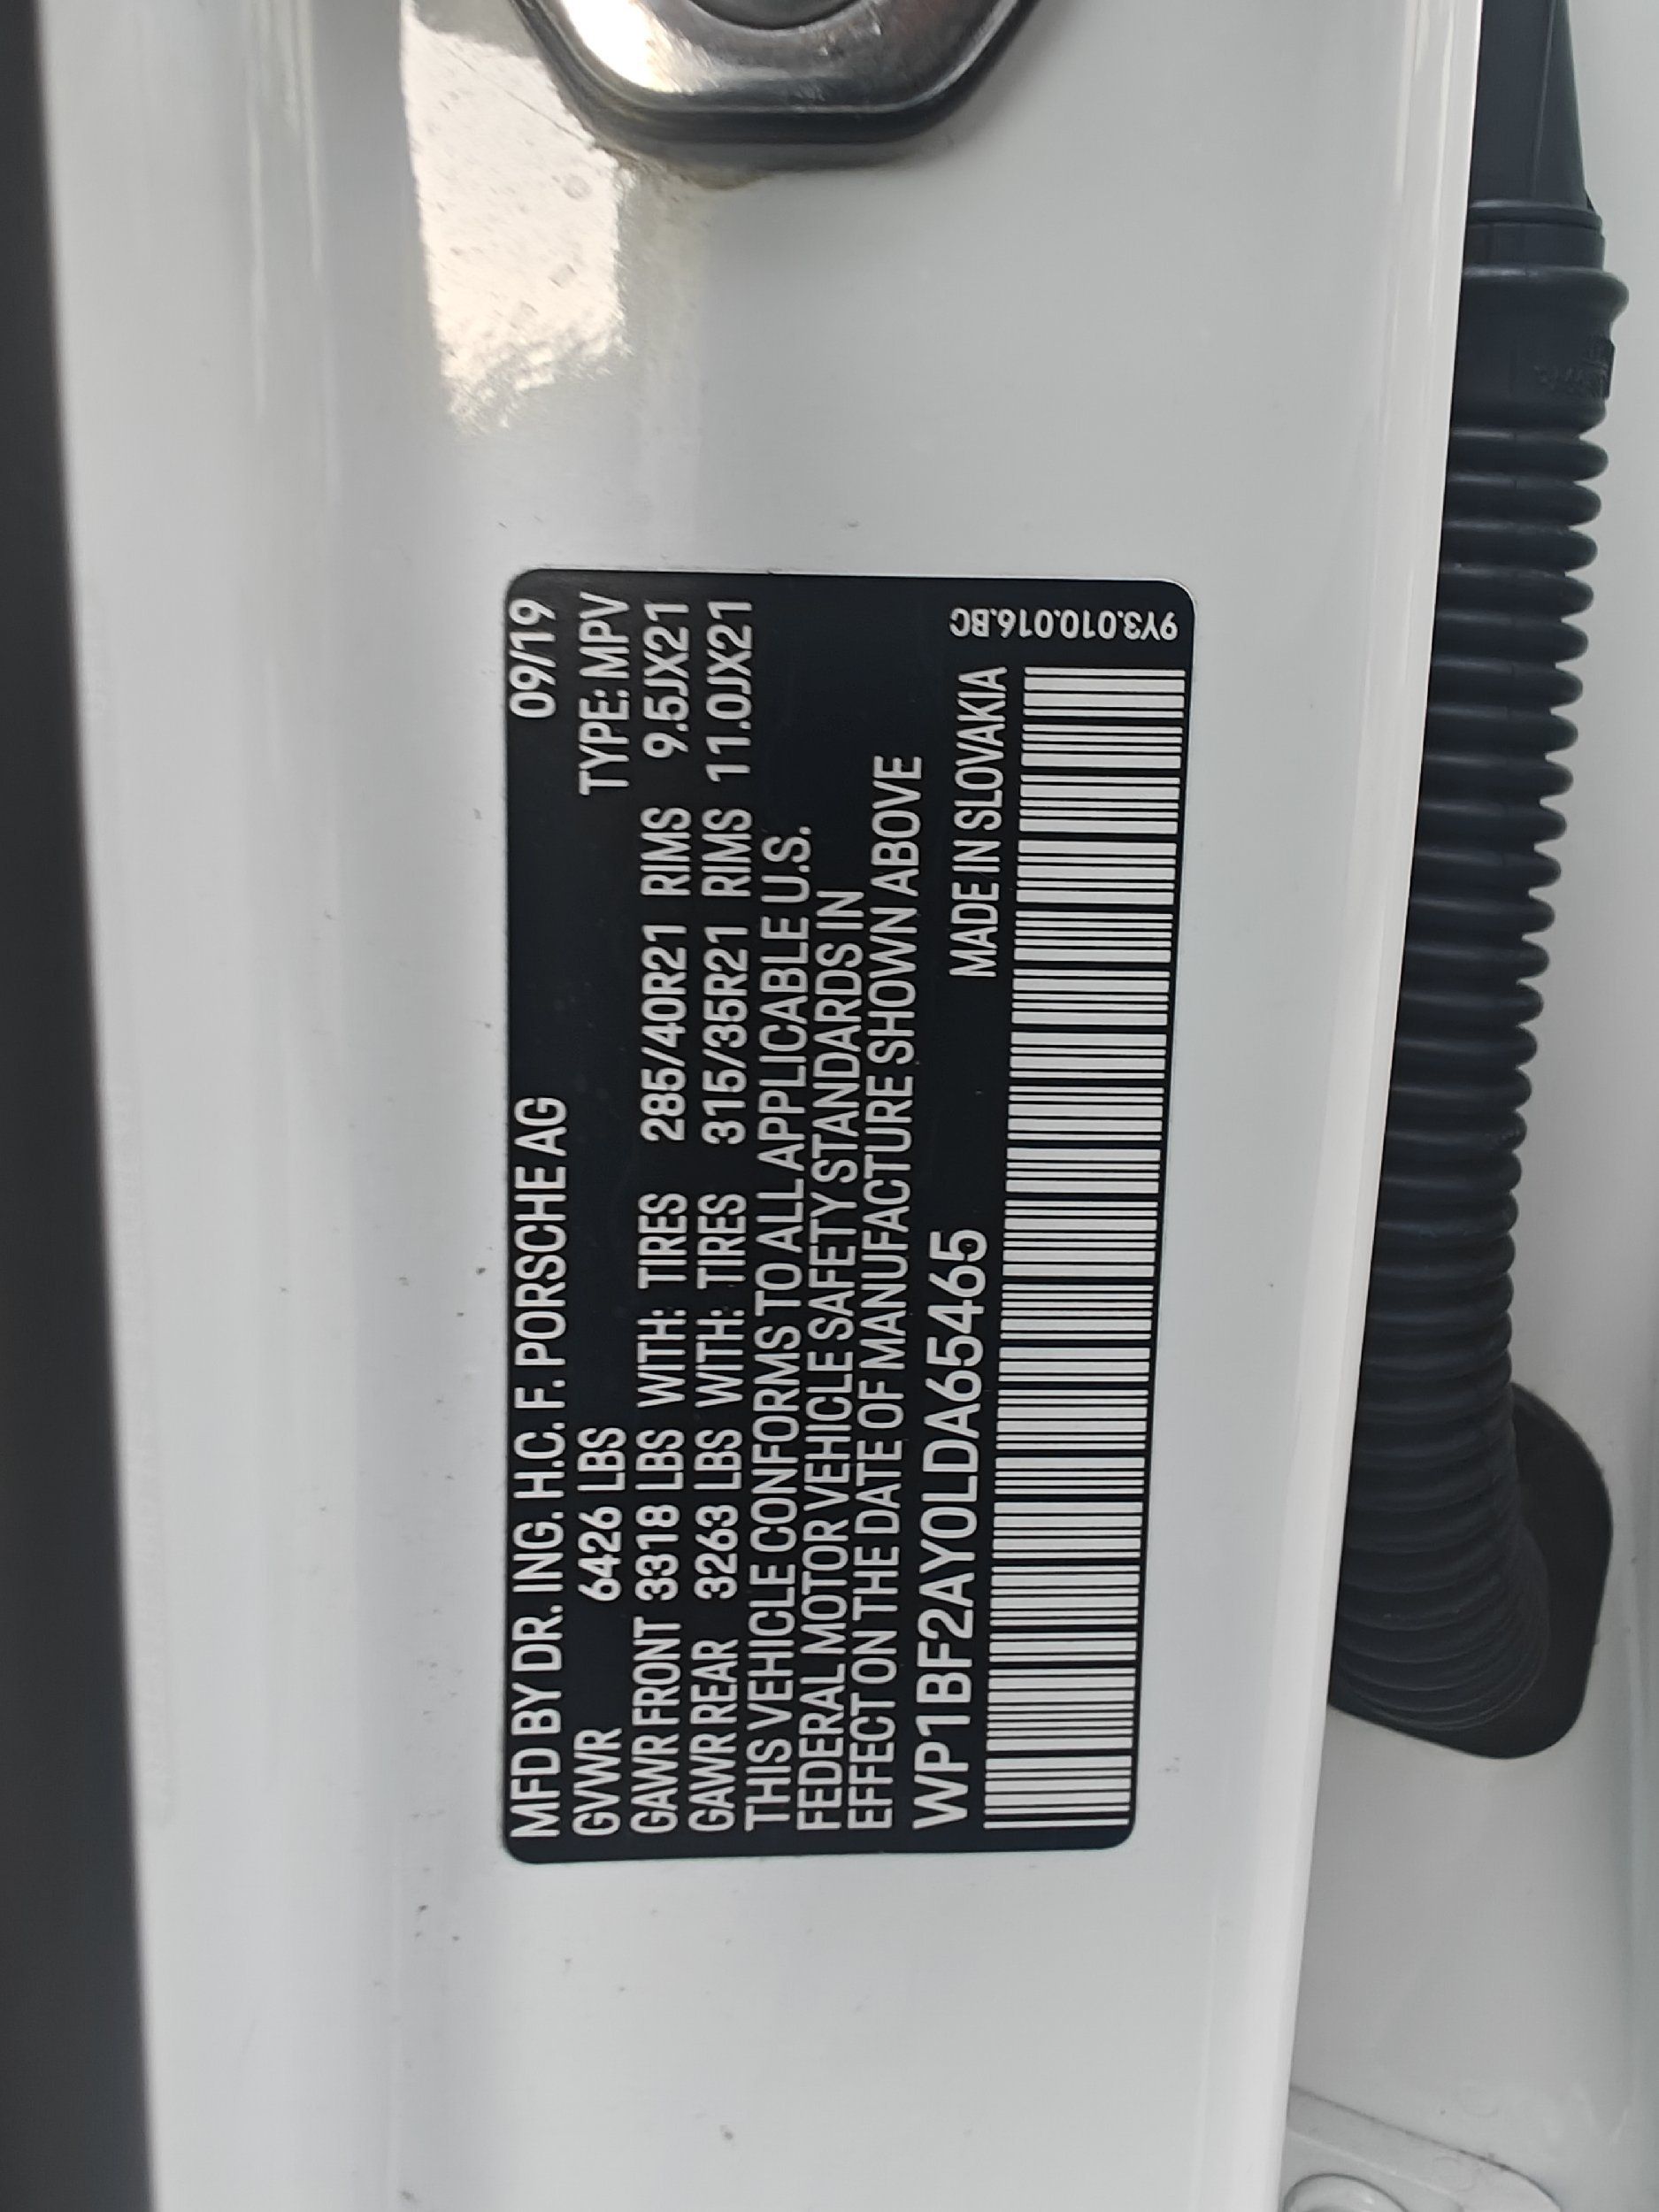 MFD BY DR. ING. H.C. F. PORSCHE AG 09/19
GVWR 6426 LBS TYPE: MPV
GAWR FRONT 3318 LBS WITH: TIRES 285/40R21 RIMS 9.5JX21
GAWR REAR 3263 LBS WITH: TIRES 315/35R21 RIMS 11.0JX21
THIS VEHICLE CONFORMS TO ALL APPLICABLE U.S.
FEDERAL MOTOR VEHICLE SAFETY STANDARDS IN
EFFECT ON THE DATE OF MANUFACTURE SHOWN ABOVE
WP1BF2AY0LDA65465 MADE IN SLOVAKIA
9Y3.010.016.BC